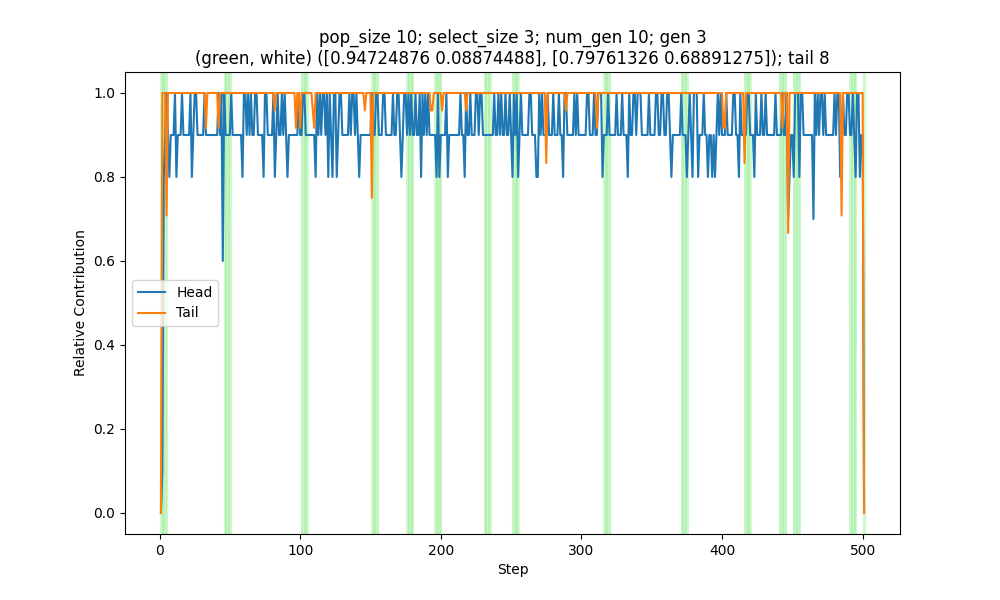 pop_size 10; select_size 3; num_gen 10; gen 3
(green, white) ([0.94724876 0.08874488], [0.79761326 0.68891275]); tail 8
1.0
0.8
0.6
0.4
0.2
0.0
Relative Contribution
Head
Tail
0
100
200
300
400
500
Step